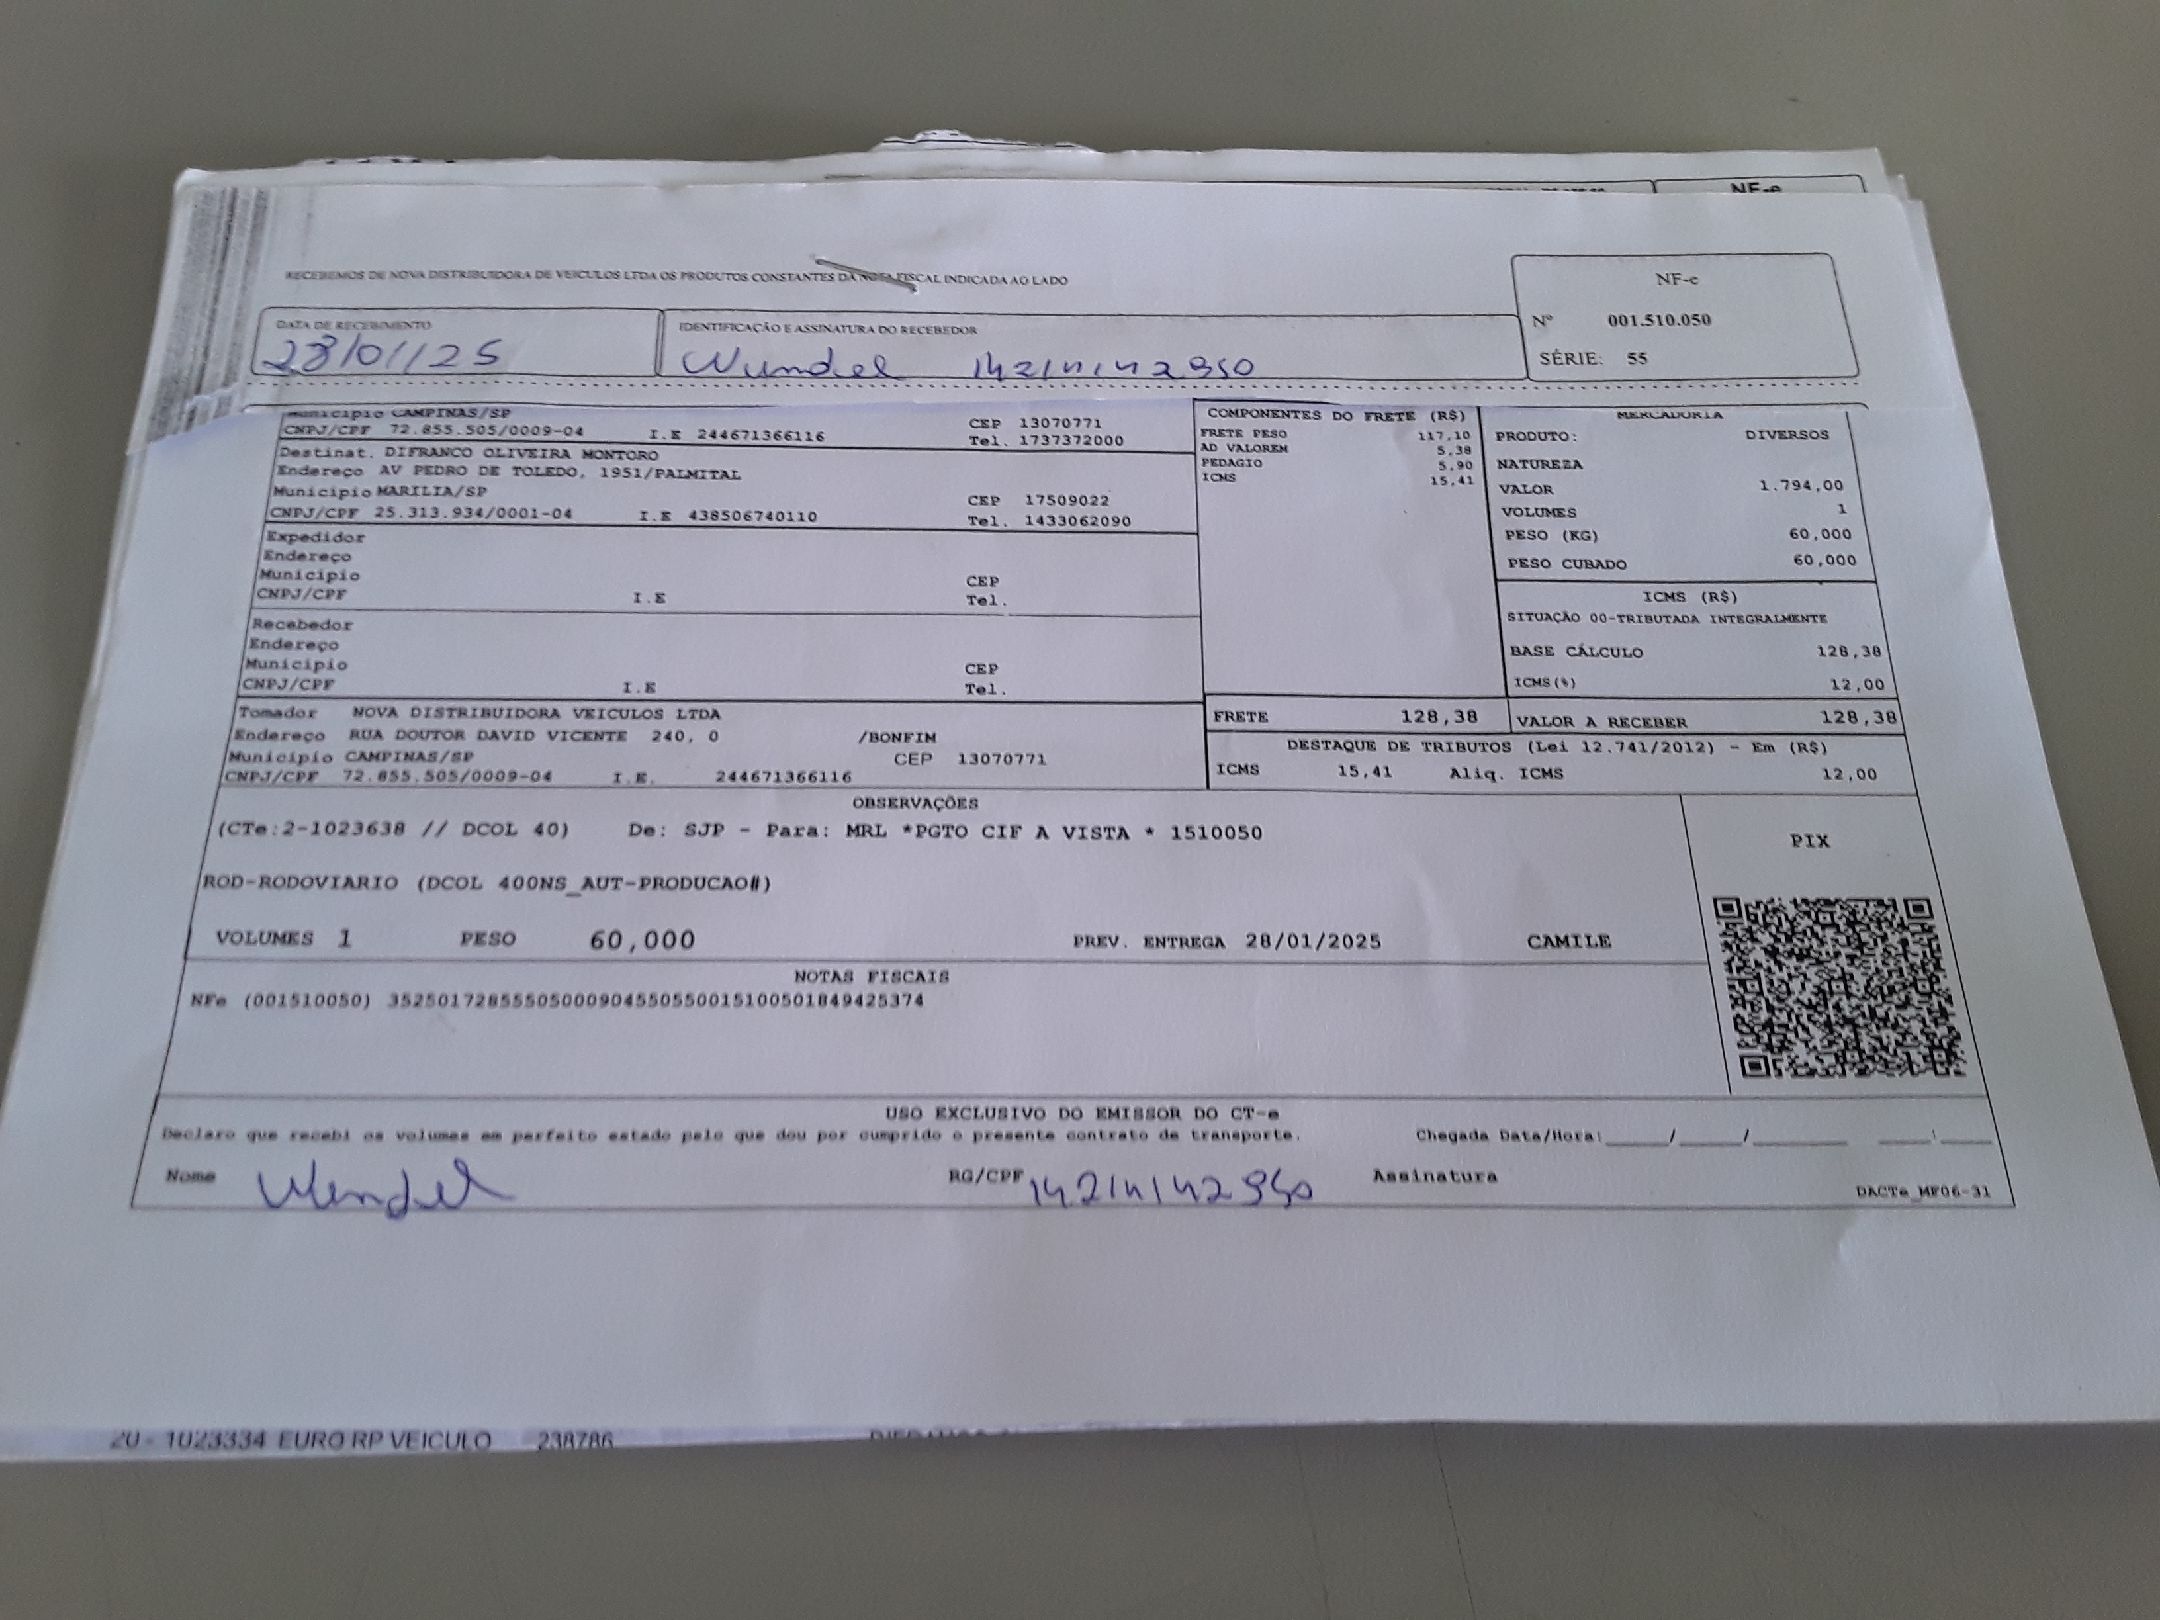 NF-e
RECEBEMOS DE NOVA DISTRIBUIDORA DE VEICULOS LTDA OS PRODUTOS CONSTANTES DA NOTA FISCAL INDICADA AO LADO
NF-e
Nº 001.510.050
SÉRIE: 55
DATA DE RECEBIMENTO
28/01/25
IDENTIFICAÇÃO E ASSINATURA DO RECEBEDOR
Wendel
Município CAMPINAS/SP CEP 13070771
CNPJ/CPF 72.855.505/0009-04 I.E 244671366116 Tel. 1737372000
Destinat. DIFRANCO OLIVEIRA MONTORO
Endereço AV PEDRO DE TOLEDO, 1951/PALMITAL
Município MARILIA/SP CEP 17509022
CNPJ/CPF 25.313.934/0001-04 I.E 438506740110 Tel. 1433062090
Expedidor
Endereço
Município CEP
CNPJ/CPF I.E Tel.
Recebedor
Endereço
Município CEP
CNPJ/CPF I.E Tel.
Tomador NOVA DISTRIBUIDORA VEICULOS LTDA
Endereço RUA DOUTOR DAVID VICENTE 240, 0 /BONFIM
Município CAMPINAS/SP CEP 13070771
CNPJ/CPF 72.855.505/0009-04 I.E. 244671366116
COMPONENTES DO FRETE (R$)
FRETE PESO 117,10
AD VALOREM 5,38
PEDAGIO 5,90
ICMS 15,41
MERCADORIA
PRODUTO: DIVERSOS
NATUREZA
VALOR 1.794,00
VOLUMES 1
PESO (KG) 60,000
PESO CUBADO 60,000
ICMS (R$)
SITUAÇÃO 00-TRIBUTADA INTEGRALMENTE
BASE CÁLCULO 128,38
ICMS(%) 12,00
FRETE 128,38 VALOR A RECEBER 128,38
DESTAQUE DE TRIBUTOS (Lei 12.741/2012) - Em (R$)
ICMS 15,41 Aliq. ICMS 12,00
OBSERVAÇÕES
(CTe:2-1023638 // DCOL 40) De: SJP - Para: MRL *PGTO CIF A VISTA * 1510050
ROD-RODOVIARIO (DCOL 400NS_AUT-PRODUCAO#)
VOLUMES 1 PESO 60,000 PREV. ENTREGA 28/01/2025 CAMILE
PIX
NOTAS FISCAIS
NFe (001510050) 35250172855505000904550550015100501849425374
USO EXCLUSIVO DO EMISSOR DO CT-e
Declaro que recebi os volumes em perfeito estado pelo que dou por cumprido o presente contrato de transporte. Chegada Data/Hora:_____/_____/________ ____:____
Nome Wendel RG/CPF Assinatura
DACTe_MF06-31
20 - 1023334 EURO RP VEICULO 238786